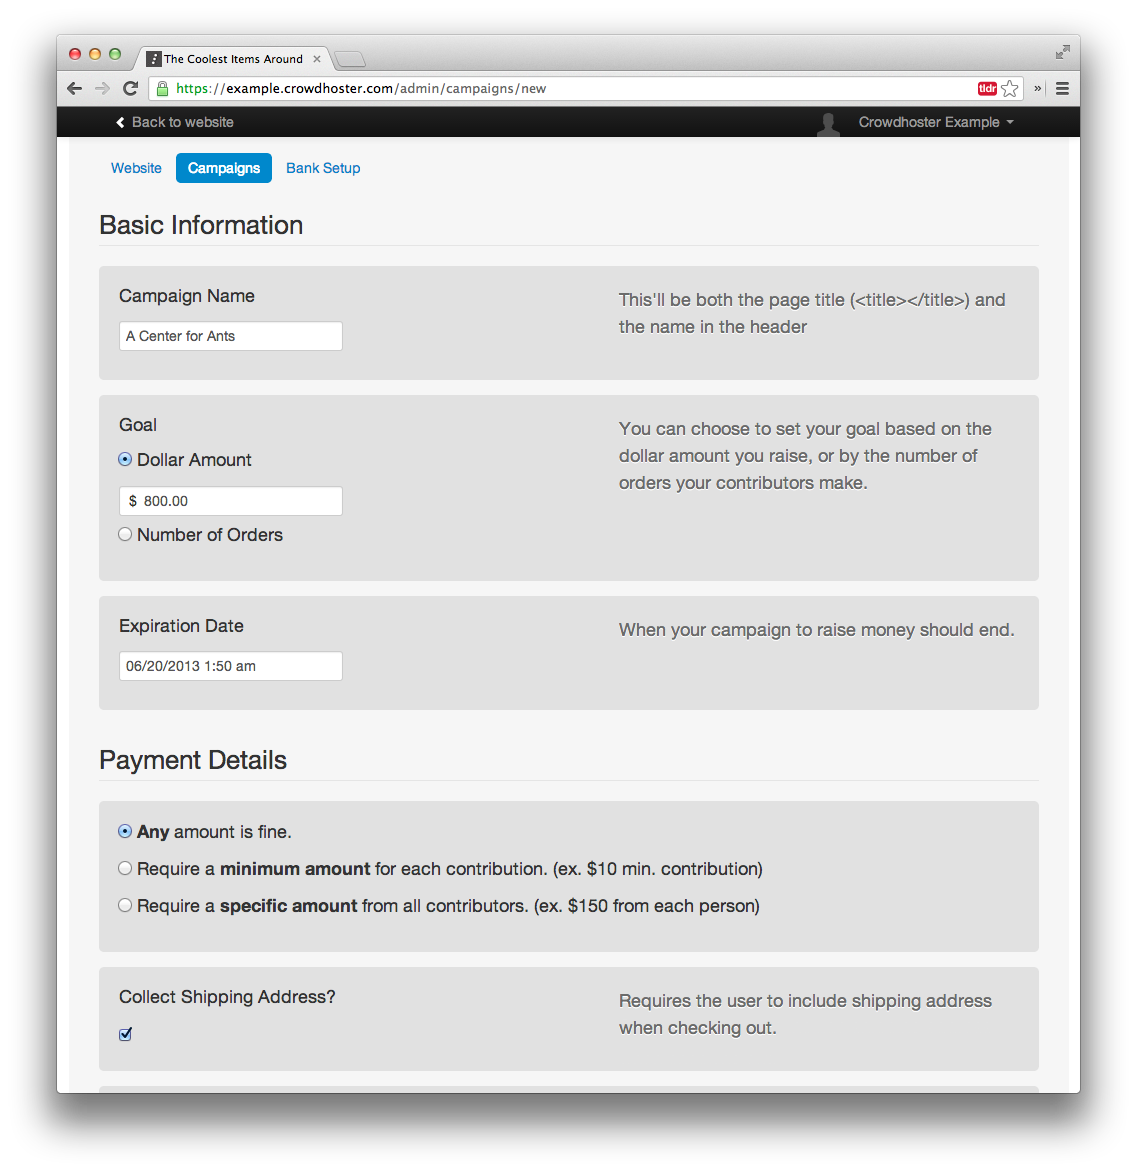 The Coolest Items Around
https://example.crowdhoster.com/admin/campaigns/new
tldr
»
Back to website
Crowdhoster Example
Website
Campaigns
Bank Setup
Basic Information
Campaign Name
A Center for Ants
This'll be both the page title (<title></title>) and
the name in the header
Goal
Dollar Amount
$ 800.00
Number of Orders
You can choose to set your goal based on the
dollar amount you raise, or by the number of
orders your contributors make.
Expiration Date
06/20/2013 1:50 am
When your campaign to raise money should end.
Payment Details
Any amount is fine.
Require a minimum amount for each contribution. (ex. $10 min. contribution)
Require a specific amount from all contributors. (ex. $150 from each person)
Collect Shipping Address?
Requires the user to include shipping address
when checking out.